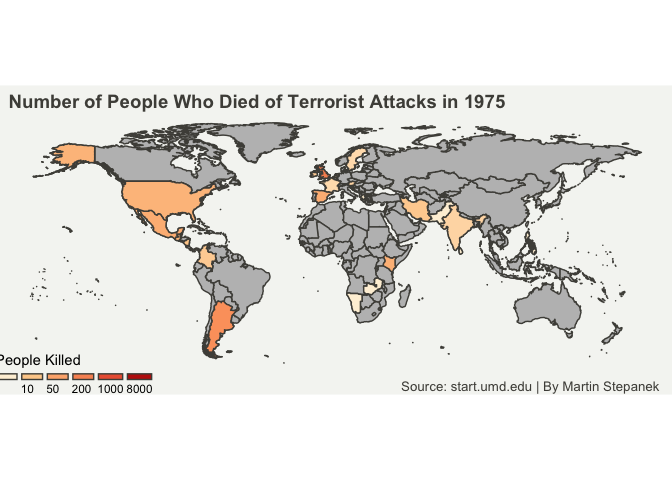 Number of People Who Died of Terrorist Attacks in 1975
People Killed
10 50 200 1000 8000
Source: start.umd.edu | By Martin Stepanek